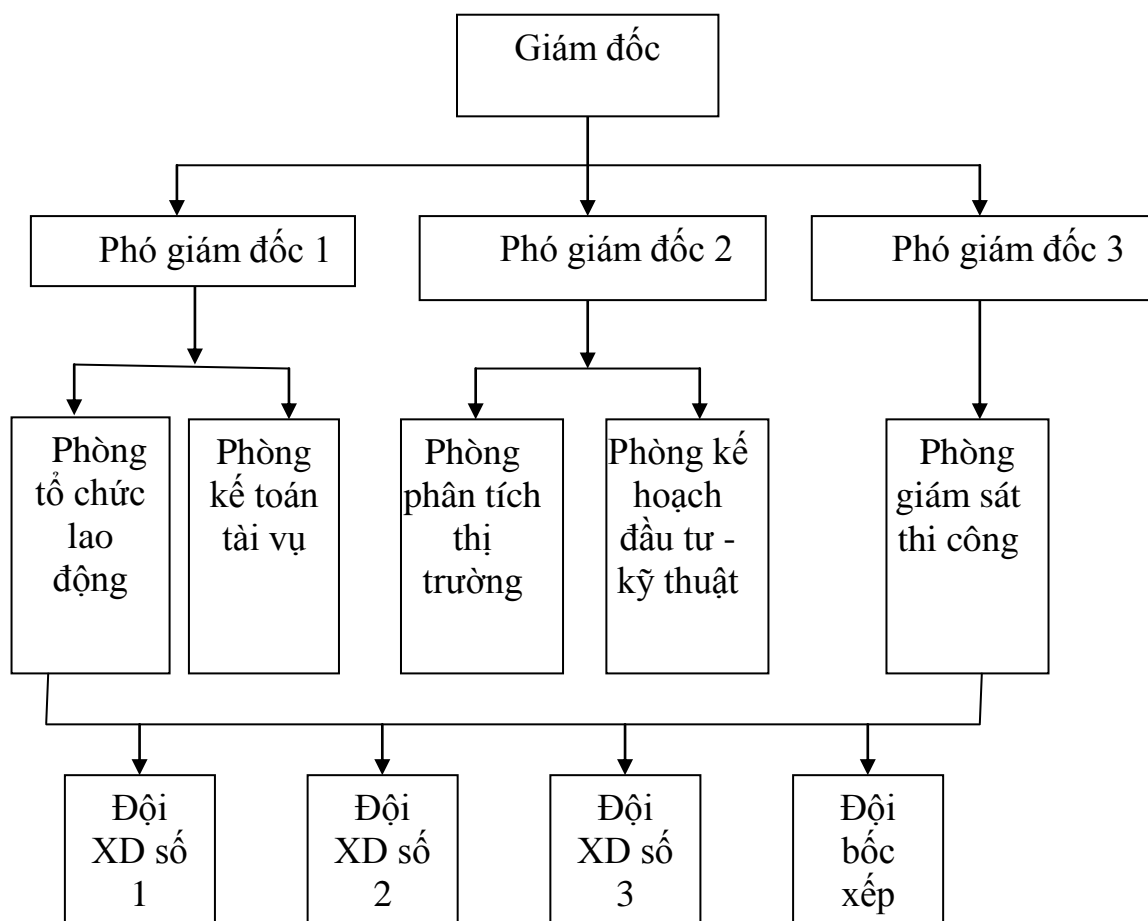 Giám đốc
Phó giám đốc 1
Phó giám đốc 2
Phó giám đốc 3
Phòng
tổ chức
lao
động
Phòng
kế toán
tài vụ
Phòng
phân tích
thị
trường
Phòng kế
hoạch
đầu tư -
kỹ thuật
Phòng
giám sát
thi công
Đội
XD số
1
Đội
XD số
2
Đội
XD số
3
Đội
bốc
xếp